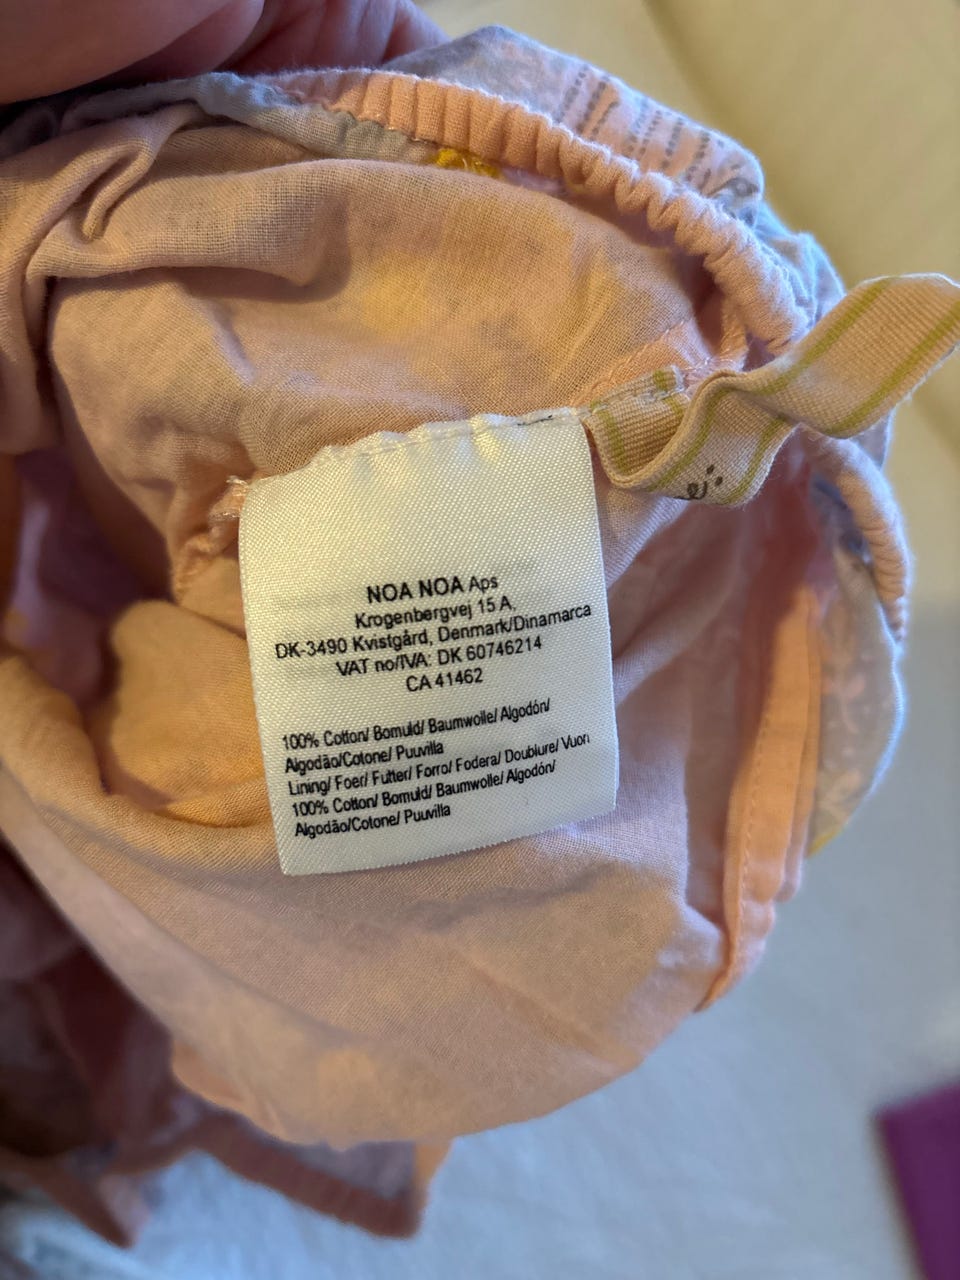 NOA NOA Aps
Krogenbergvej 15 A,
DK-3490 Kvistgård, Denmark/Dinamarca
VAT no/IVA: DK 60746214
CA 41462
100% Cotton/ Bomuld/ Baumwolle/ Algodón/
Algodão/Cotone/ Puuvilla
Lining/ Foer/ Futter/ Forro/ Fodera/ Doublure/ Vuori
100% Cotton/ Bomuld/ Baumwolle/ Algodón/
Algodão/Cotone/ Puuvilla